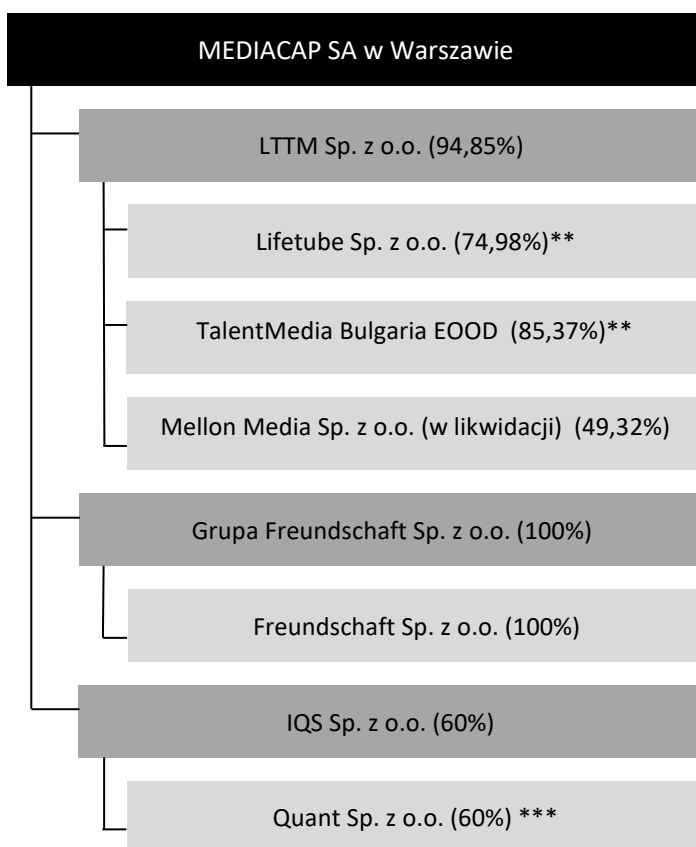 MEDIACAP SA w Warszawie
LTTM Sp. z o.o. (94,85%)
Lifetube Sp. z o.o. (74,98%)**
TalentMedia Bulgaria EOOD (85,37%)**
Mellon Media Sp. z o.o. (w likwidacji) (49,32%)
Grupa Freundschaft Sp. z o.o. (100%)
Freundschaft Sp. z o.o. (100%)
IQS Sp. z o.o. (60%)
Quant Sp. z o.o. (60%) ***